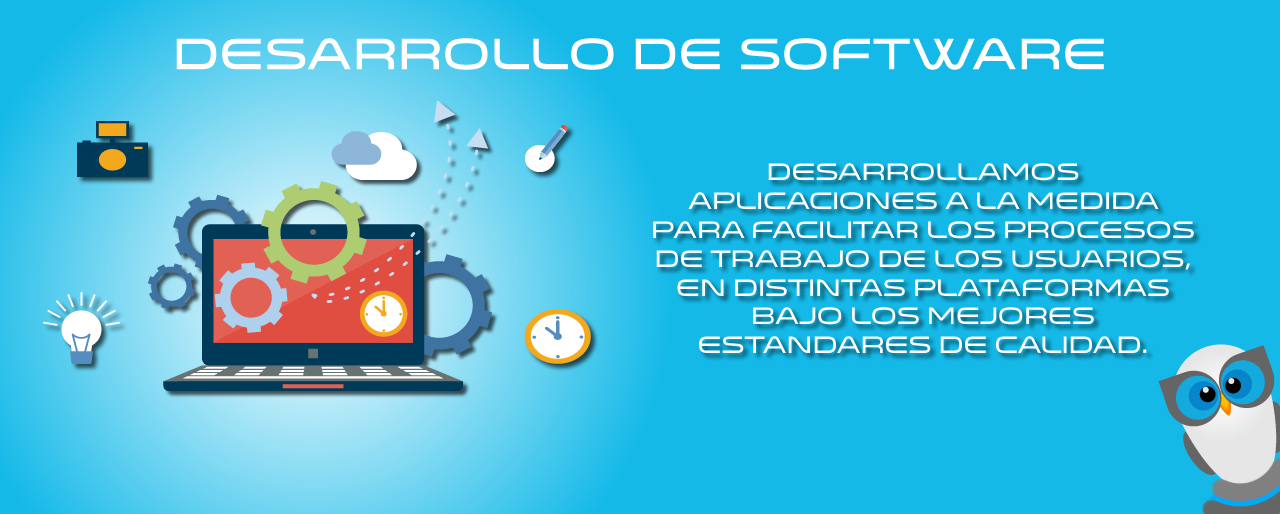 DESARROLLO DE SOFTWARE
DESARROLLAMOS
APLICACIONES A LA MEDIDA
PARA FACILITAR LOS PROCESOS
DE TRABAJO DE LOS USUARIOS,
EN DISTINTAS PLATAFORMAS
BAJO LOS MEJORES
ESTANDARES DE CALIDAD.